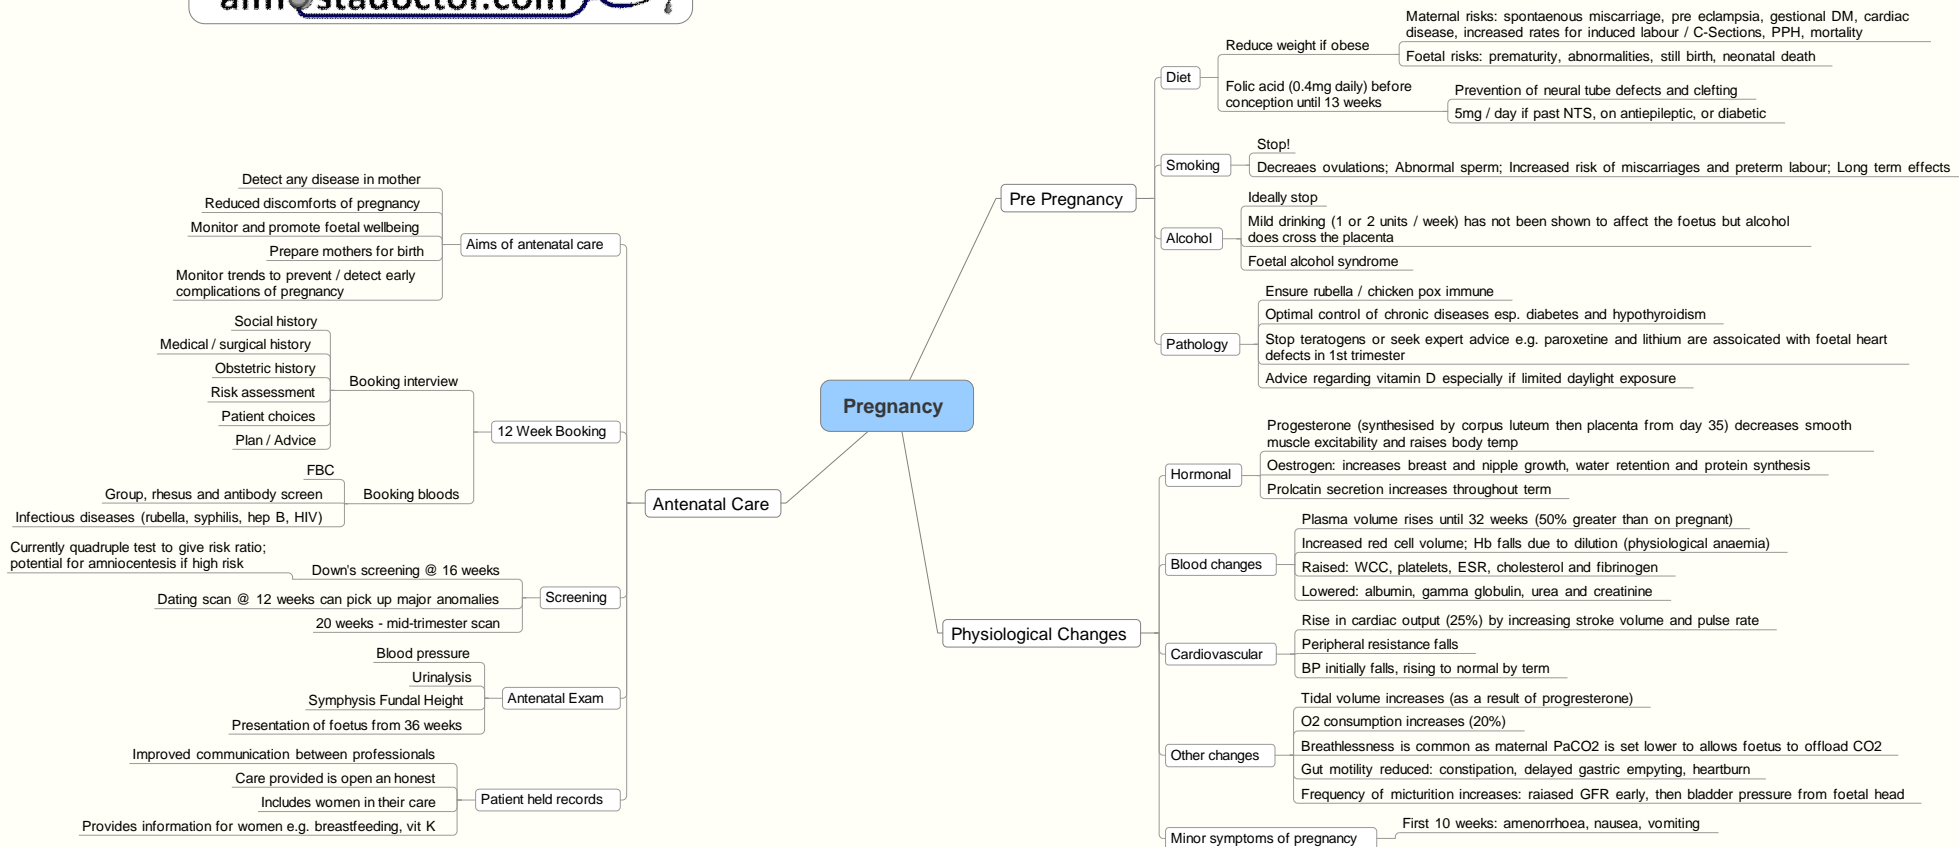 almostadoctor.com
Pregnancy
Pre Pregnancy
Diet
Reduce weight if obese
Maternal risks: spontaenous miscarriage, pre eclampsia, gestional DM, cardiac
disease, increased rates for induced labour / C-Sections, PPH, mortality
Foetal risks: prematurity, abnormalities, still birth, neonatal death
Folic acid (0.4mg daily) before
conception until 13 weeks
Prevention of neural tube defects and clefting
5mg / day if past NTS, on antiepileptic, or diabetic
Smoking
Stop!
Decreaes ovulations; Abnormal sperm; Increased risk of miscarriages and preterm labour; Long term effects
Alcohol
Ideally stop
Mild drinking (1 or 2 units / week) has not been shown to affect the foetus but alcohol
does cross the placenta
Foetal alcohol syndrome
Pathology
Ensure rubella / chicken pox immune
Optimal control of chronic diseases esp. diabetes and hypothyroidism
Stop teratogens or seek expert advice e.g. paroxetine and lithium are assoicated with foetal heart
defects in 1st trimester
Advice regarding vitamin D especially if limited daylight exposure
Physiological Changes
Hormonal
Progesterone (synthesised by corpus luteum then placenta from day 35) decreases smooth
muscle excitability and raises body temp
Oestrogen: increases breast and nipple growth, water retention and protein synthesis
Prolcatin secretion increases throughout term
Blood changes
Plasma volume rises until 32 weeks (50% greater than on pregnant)
Increased red cell volume; Hb falls due to dilution (physiological anaemia)
Raised: WCC, platelets, ESR, cholesterol and fibrinogen
Lowered: albumin, gamma globulin, urea and creatinine
Cardiovascular
Rise in cardiac output (25%) by increasing stroke volume and pulse rate
Peripheral resistance falls
BP initially falls, rising to normal by term
Other changes
Tidal volume increases (as a result of progresterone)
O2 consumption increases (20%)
Breathlessness is common as maternal PaCO2 is set lower to allows foetus to offload CO2
Gut motility reduced: constipation, delayed gastric empyting, heartburn
Frequency of micturition increases: raiased GFR early, then bladder pressure from foetal head
Minor symptoms of pregnancy
First 10 weeks: amenorrhoea, nausea, vomiting
Antenatal Care
Aims of antenatal care
Detect any disease in mother
Reduced discomforts of pregnancy
Monitor and promote foetal wellbeing
Prepare mothers for birth
Monitor trends to prevent / detect early
complications of pregnancy
12 Week Booking
Booking interview
Social history
Medical / surgical history
Obstetric history
Risk assessment
Patient choices
Plan / Advice
Booking bloods
FBC
Group, rhesus and antibody screen
Infectious diseases (rubella, syphilis, hep B, HIV)
Screening
Down's screening @ 16 weeks
Currently quadruple test to give risk ratio;
potential for amniocentesis if high risk
Dating scan @ 12 weeks can pick up major anomalies
20 weeks - mid-trimester scan
Antenatal Exam
Blood pressure
Urinalysis
Symphysis Fundal Height
Presentation of foetus from 36 weeks
Patient held records
Improved communication between professionals
Care provided is open an honest
Includes women in their care
Provides information for women e.g. breastfeeding, vit K